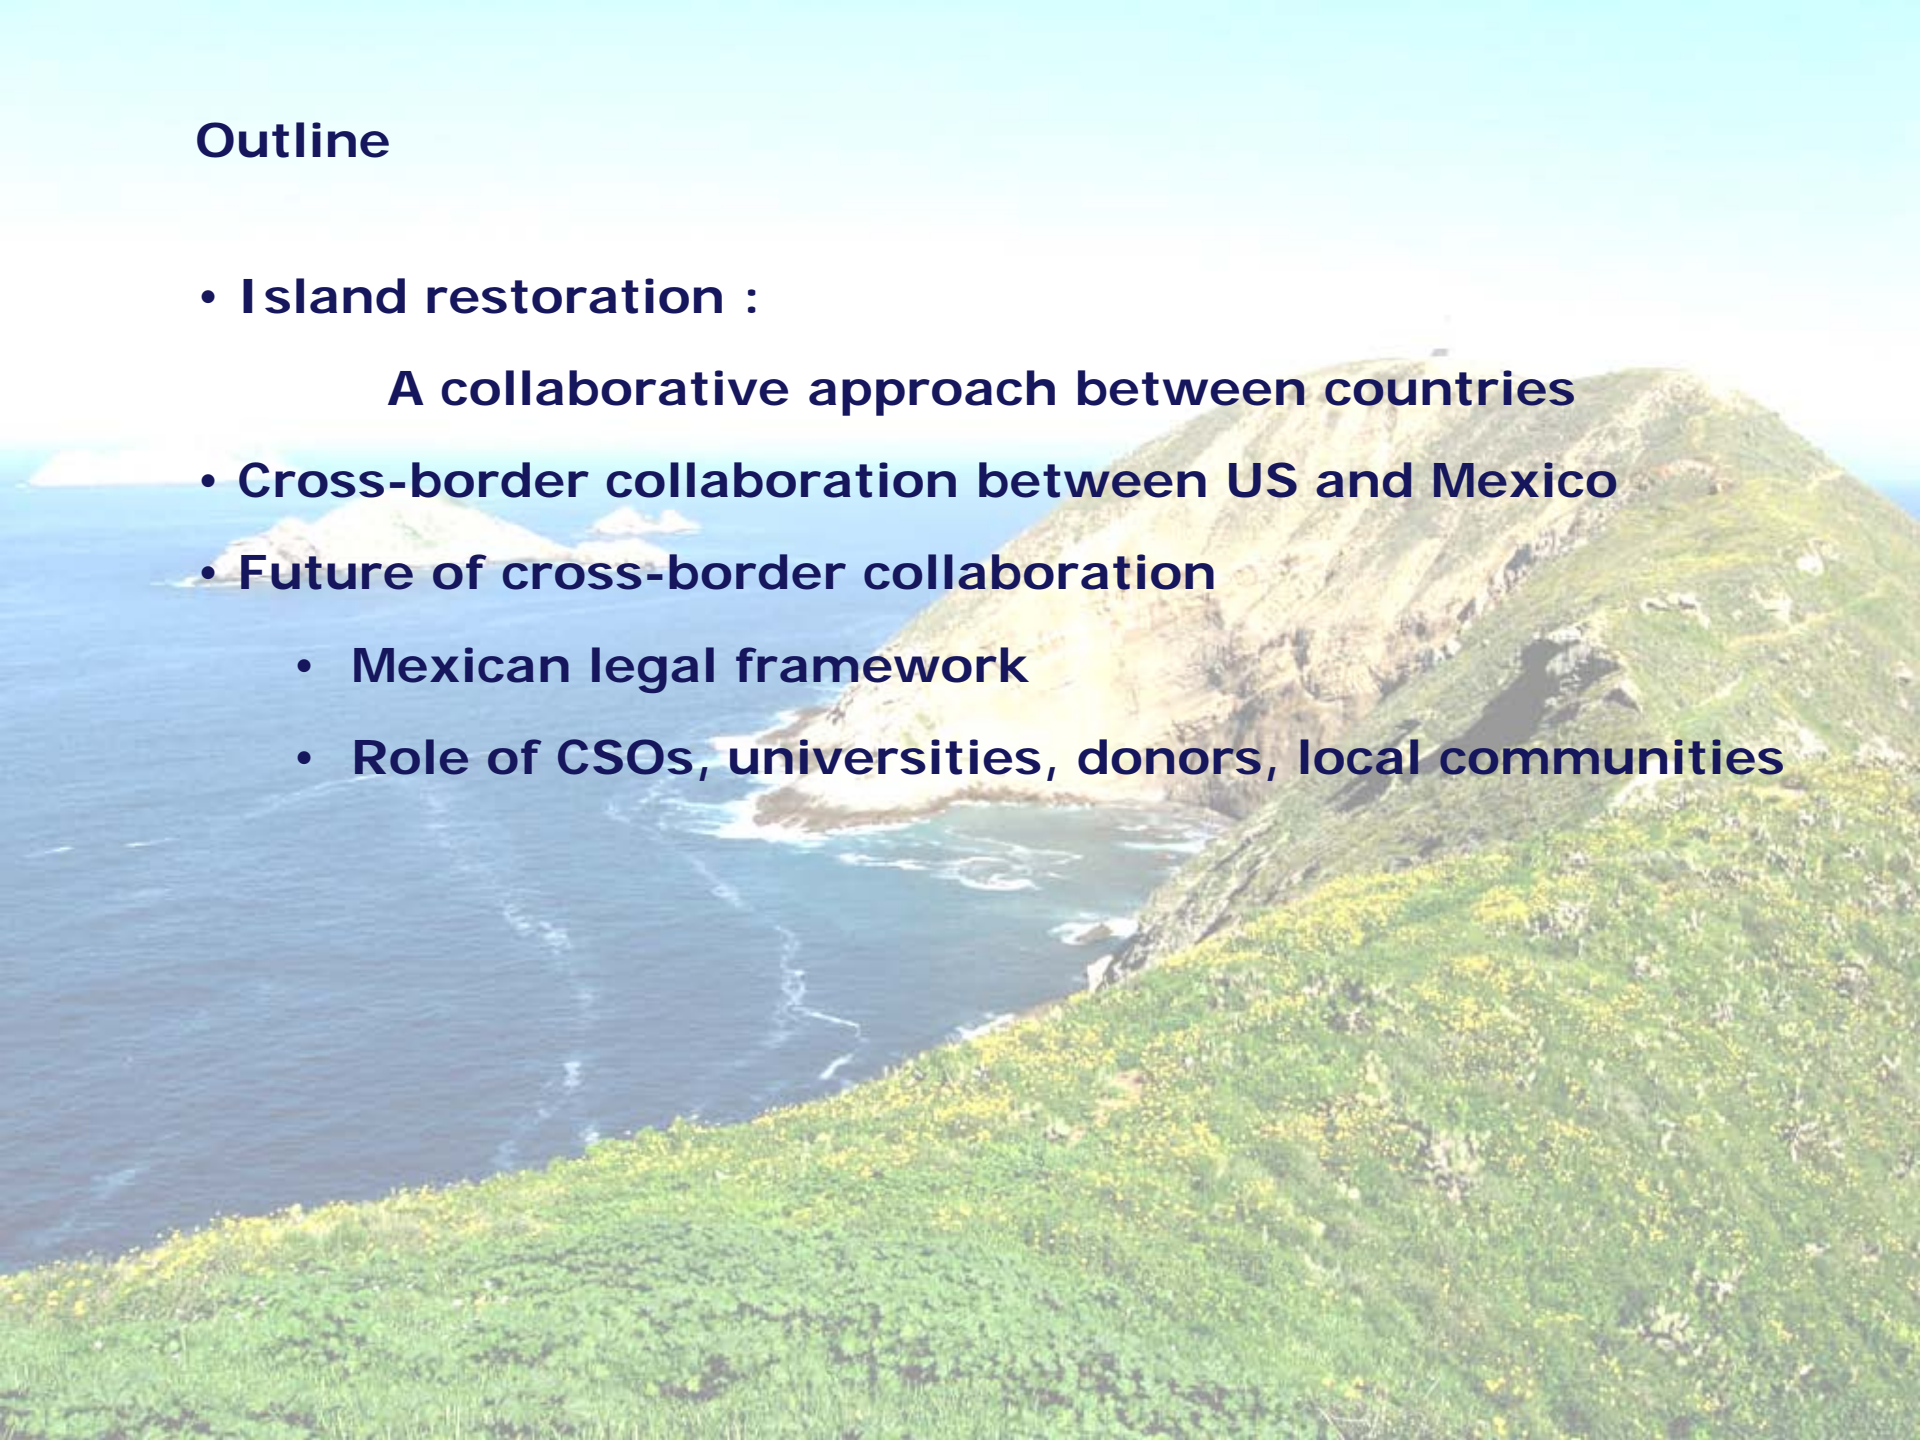 Outline
• Island restoration :
A collaborative approach between countries
• Cross-border collaboration between US and Mexico
• Future of cross-border collaboration
• Mexican legal framework
• Role of CSOs, universities, donors, local communities